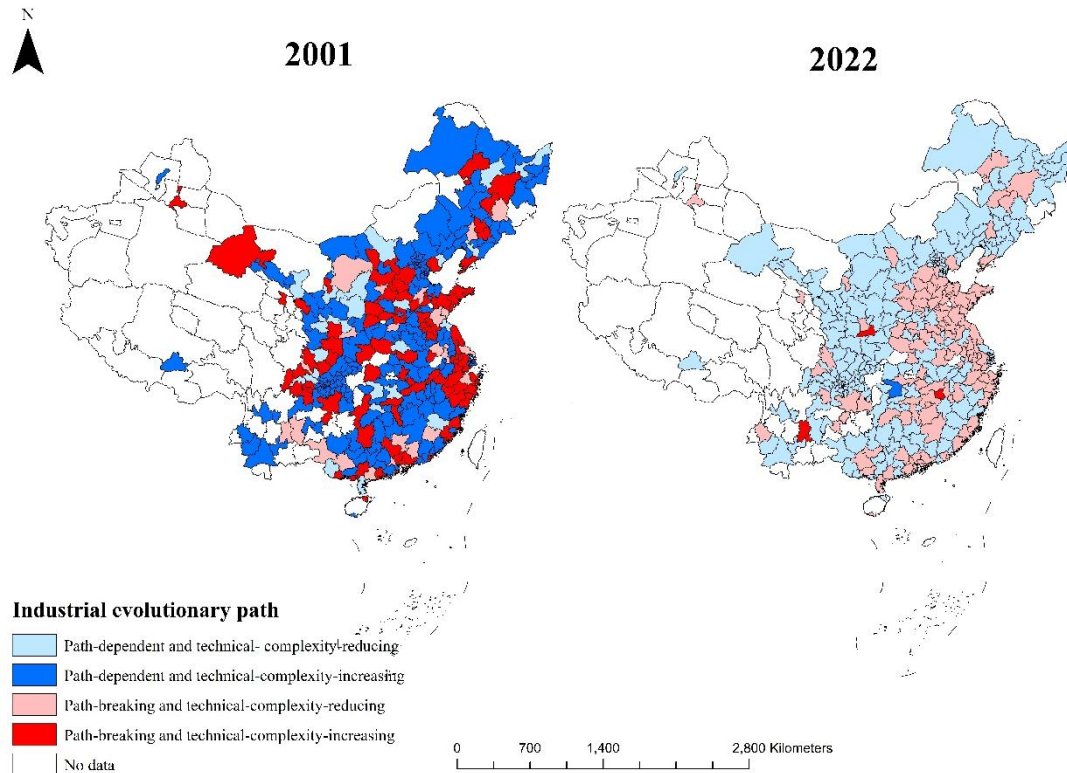 N
2001
2022
Industrial evolutionary path
Path-dependent and technical- complexity-reducing
Path-dependent and technical-complexity-increasing
Path-breaking and technical-complexity-reducing
Path-breaking and technical-complexity-increasing
No data
0 700 1,400 2,800 Kilometers